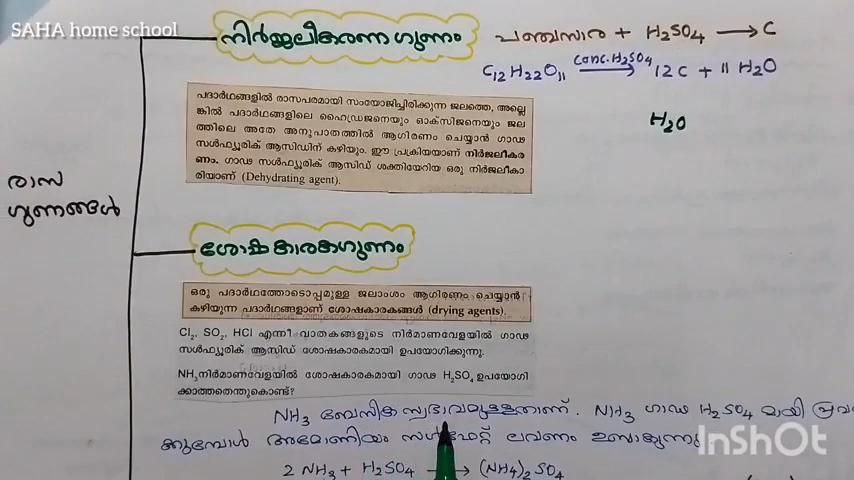 SAHA home school
നിർജ്ജലീകരണ ഗുണം
പഞ്ചസാര + H₂SO₄ ⟶ C
C₁₂H₂₂O₁₁ ⟶ 12C + 11 H₂O
Conc.H₂SO₄
H₂O
പദാർഥങ്ങളിൽ രാസപരമായി സംയോജിച്ചിരിക്കുന്ന ജലത്തെ, അല്ലെ
ങ്കിൽ പദാർഥങ്ങളിലെ ഹൈഡ്രജനെയും ഓക്സിജനെയും ജല
ത്തിലെ അതേ അനുപാതത്തിൽ ആഗിരണം ചെയ്യാൻ ഗാഢ
സൾഫ്യൂരിക് ആസിഡിന് കഴിയും. ഈ പ്രക്രിയയാണ് നിർജലീകര
ണം. ഗാഢ സൾഫ്യൂരിക് ആസിഡ് ശക്തിയേറിയ ഒരു നിർജലീകാ
രിയാണ് (Dehydrating agent).
രാസ
ഗുണങ്ങൾ
ശോഷകാരകഗുണം
ഒരു പദാർഥത്തോടൊപ്പമുള്ള ജലാംശം ആഗിരണം ചെയ്യാൻ
കഴിയുന്ന പദാർഥങ്ങളാണ് ശോഷകാരകങ്ങൾ (drying agents).
Cl₂, SO₂, HCl എന്നീ വാതകങ്ങളുടെ നിർമാണവേളയിൽ ഗാഢ
സൾഫ്യൂരിക് ആസിഡ് ശോഷകാരകമായി ഉപയോഗിക്കുന്നു.
NH₃ നിർമാണവേളയിൽ ശോഷകാരകമായി ഗാഢ H₂SO₄ ഉപയോഗി
ക്കാത്തതെന്തുകൊണ്ട്?
NH₃ ബേസിക സ്വഭാവമുള്ളതാണ്. NH₃ ഗാഢ H₂SO₄ മായി പ്രവ
ക്കുമ്പോൾ അമോണിയം സൾഫേറ്റ് ലവണം ഉണ്ടാകുന്നു
2 NH₃ + H₂SO₄ ⟶ (NH₄)₂SO₄
InShOt